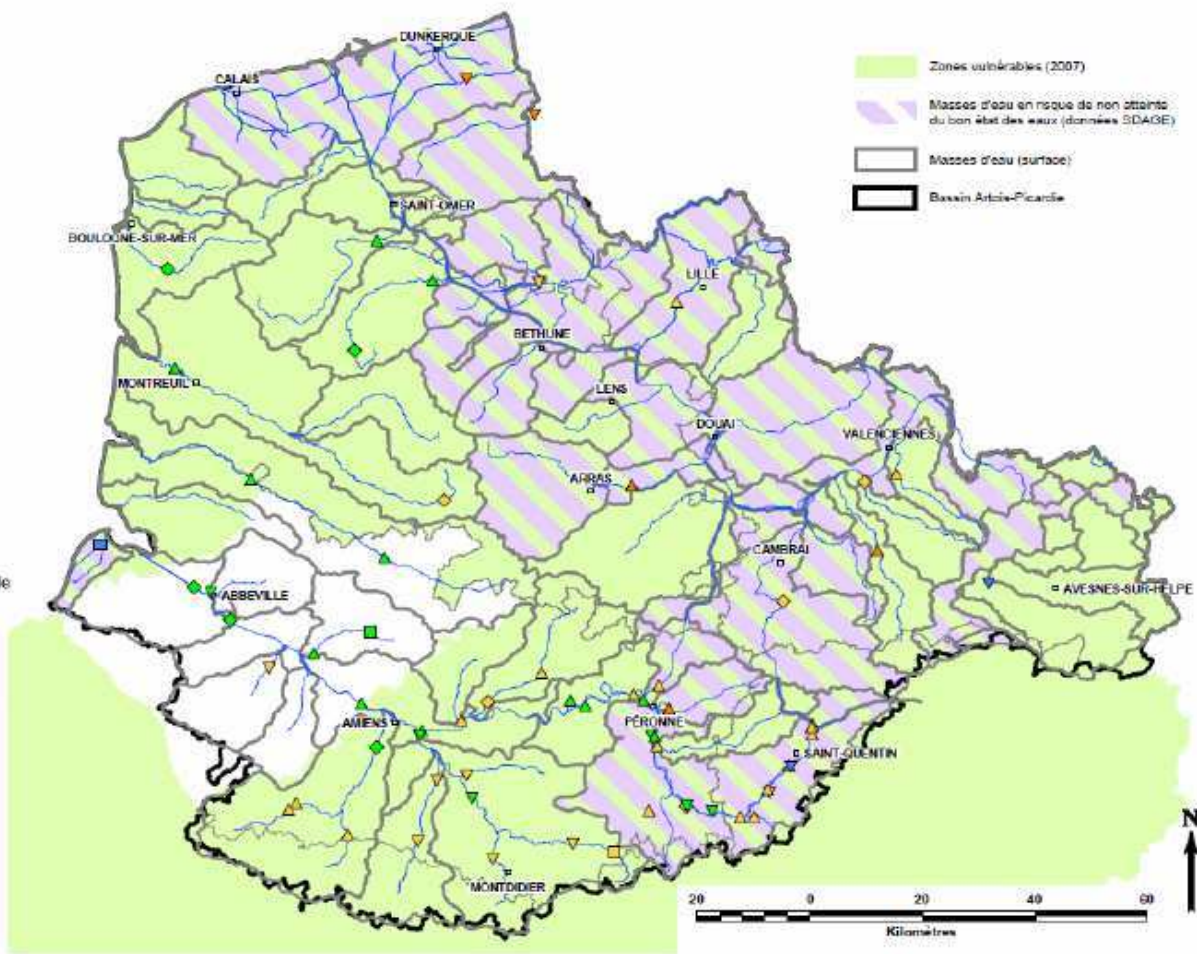 DUNKERQUE
CALAIS
Zones vulnérables (2007)
Masses d'eau en risque de non atteinte
du bon état des eaux (données SDAGE)
Masses d'eau (surface)
Bassin Artois-Picardie
SAINT-OMER
BOULOGNE-SUR-MER
LILLE
BETHUNE
MONTREUIL
LENS
DOUAI
VALENCIENNES
ARRAS
CAMBRAI
AVESNES-SUR-HELPE
ABBEVILLE
AMIENS
PÉRONNE
SAINT-QUENTIN
MONTDIDIER
N
20 0 20 40 60
Kilomètres